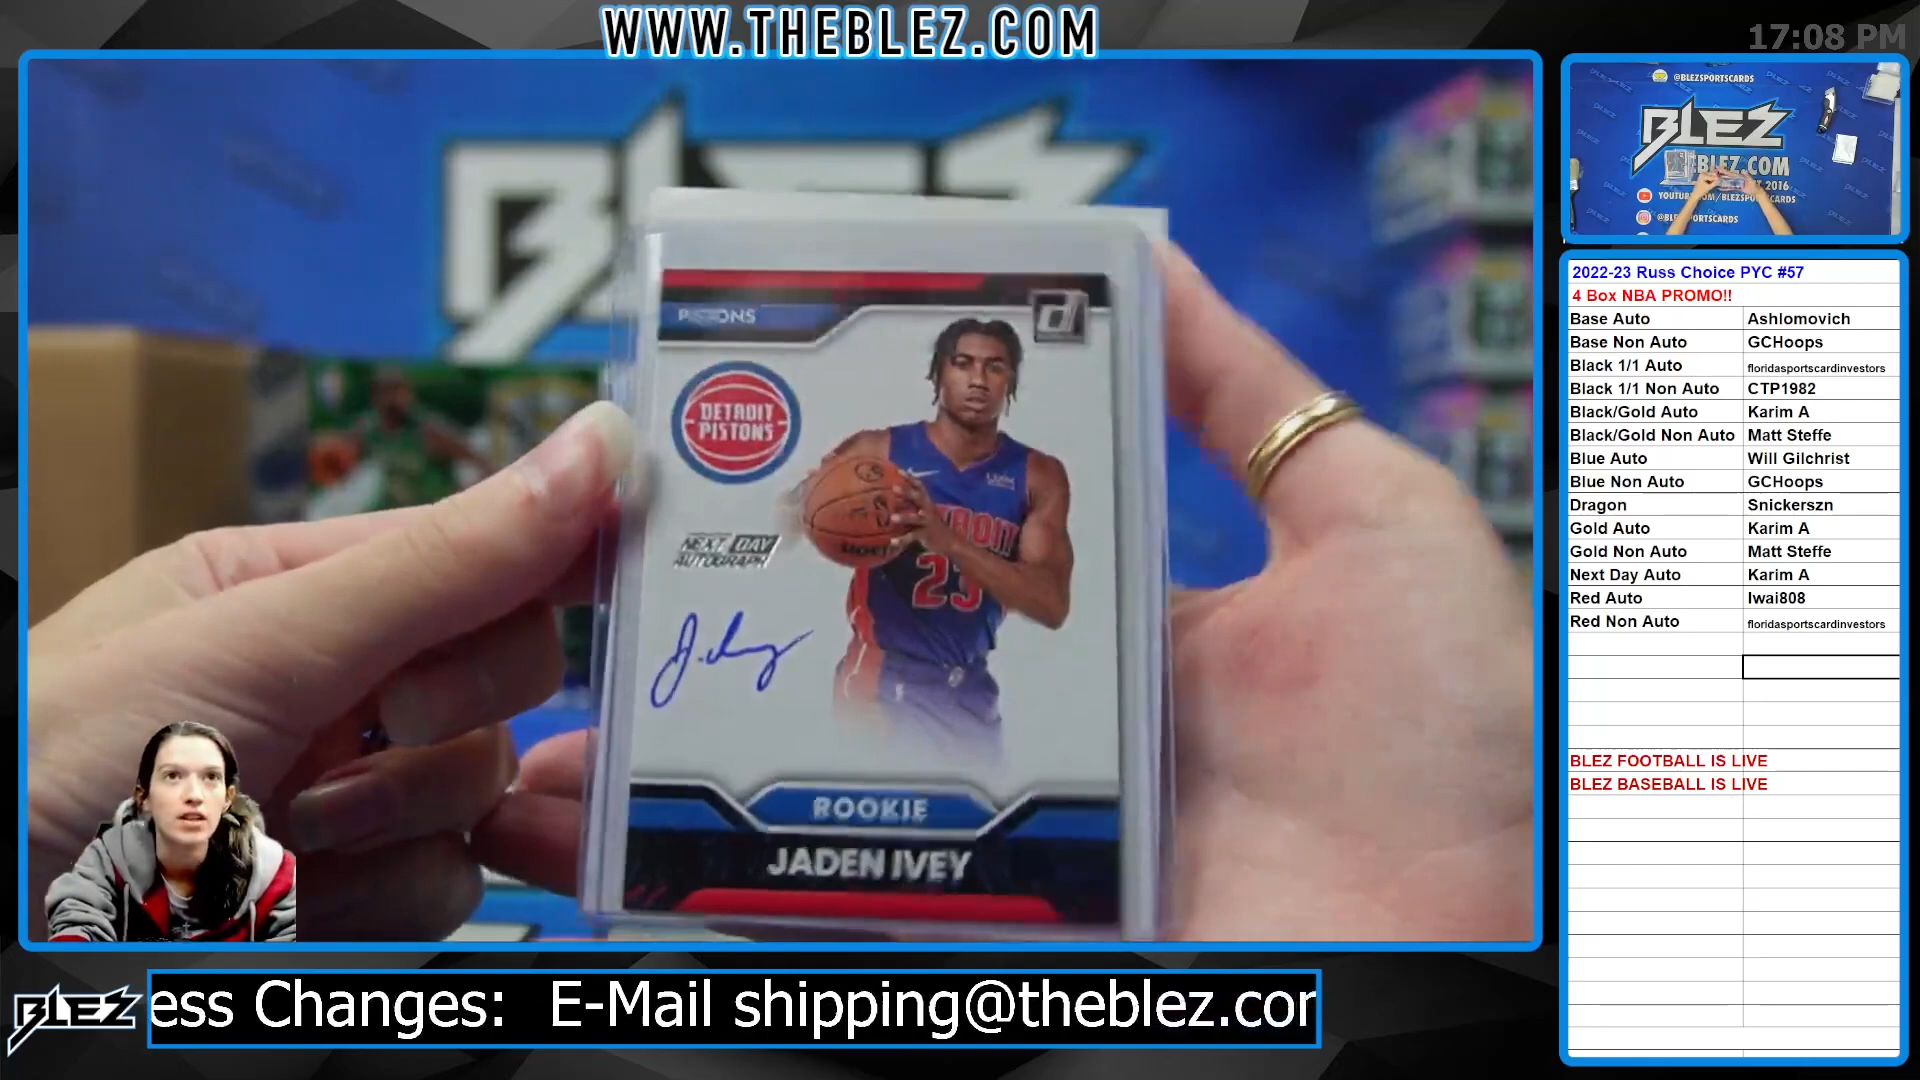 WWW.THEBLEZ.COM
17:08 PM
BLEZ
PISTONS
DETROIT
PISTONS
NEXT DAY
AUTOGRAPH
J. Ivey
DETROIT
23
ROOKIE
JADEN IVEY
@BLEZSPORTSCARDS
BLEZ
THEBLEZ.COM
2016
2022-23 Russ Choice PYC #57
4 Box NBA PROMO!!
Base Auto Ashlomovich
Base Non Auto GCHoops
Black 1/1 Auto floridasportscardinvestors
Black 1/1 Non Auto CTP1982
Black/Gold Auto Karim A
Black/Gold Non Auto Matt Steffe
Blue Auto Will Gilchrist
Blue Non Auto GCHoops
Dragon Snickerszn
Gold Auto Karim A
Gold Non Auto Matt Steffe
Next Day Auto Karim A
Red Auto Iwai808
Red Non Auto floridasportscardinvestors
BLEZ FOOTBALL IS LIVE
BLEZ BASEBALL IS LIVE
BLEZ
ess Changes: E-Mail shipping@theblez.com